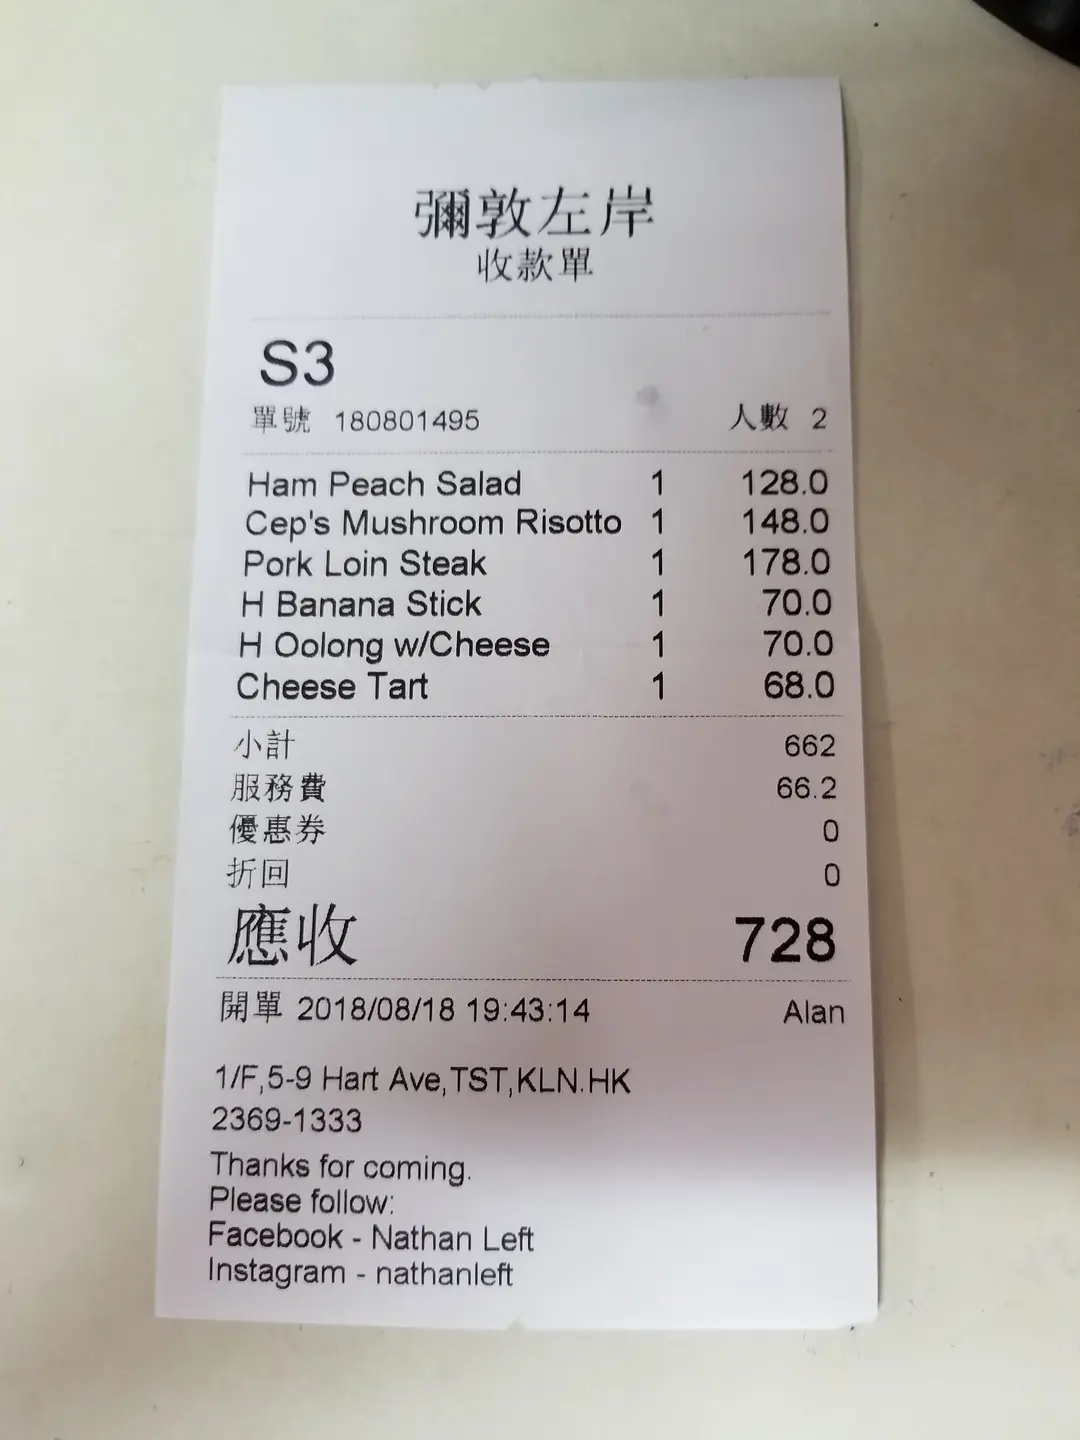 彌敦左岸
收款單
S3
單號 180801495 人數 2
Ham Peach Salad 1 128.0
Cep's Mushroom Risotto 1 148.0
Pork Loin Steak 1 178.0
H Banana Stick 1 70.0
H Oolong w/Cheese 1 70.0
Cheese Tart 1 68.0
小計 662
服務費 66.2
優惠券 0
折回 0
應收 728
開單 2018/08/18 19:43:14 Alan
1/F,5-9 Hart Ave,TST,KLN.HK
2369-1333
Thanks for coming.
Please follow:
Facebook - Nathan Left
Instagram - nathanleft